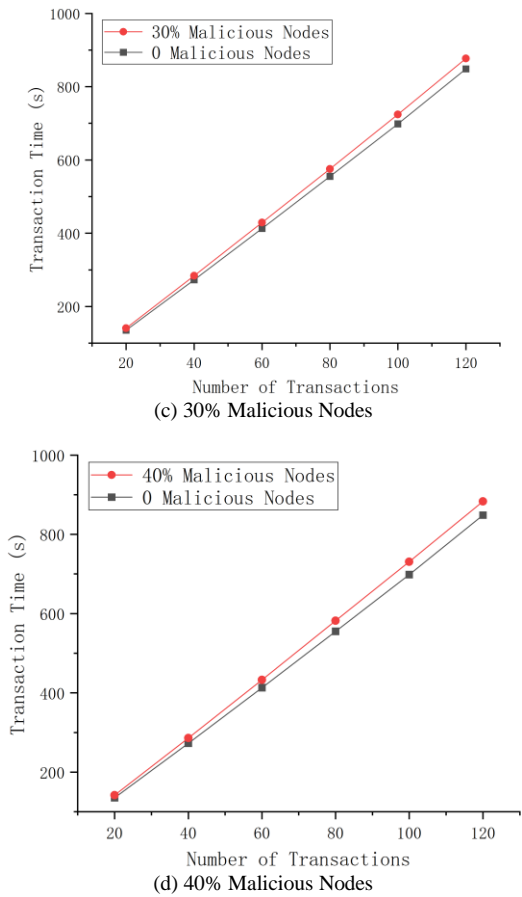 1000
30% Malicious Nodes
0 Malicious Nodes
800
600
400
200
Transaction Time (s)
20 40 60 80 100 120
Number of Transactions
(c) 30% Malicious Nodes
1000
40% Malicious Nodes
0 Malicious Nodes
800
600
400
200
Transaction Time (s)
20 40 60 80 100 120
Number of Transactions
(d) 40% Malicious Nodes